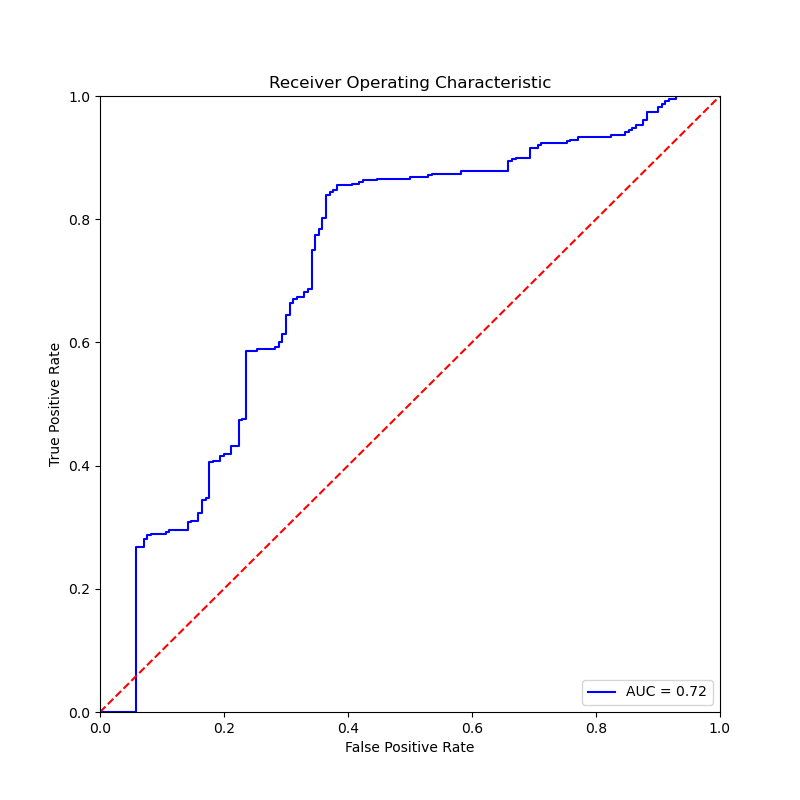 Receiver Operating Characteristic
1.0
0.8
0.6
0.4
0.2
0.0
True Positive Rate
AUC = 0.72
0.0 0.2 0.4 0.6 0.8 1.0
False Positive Rate